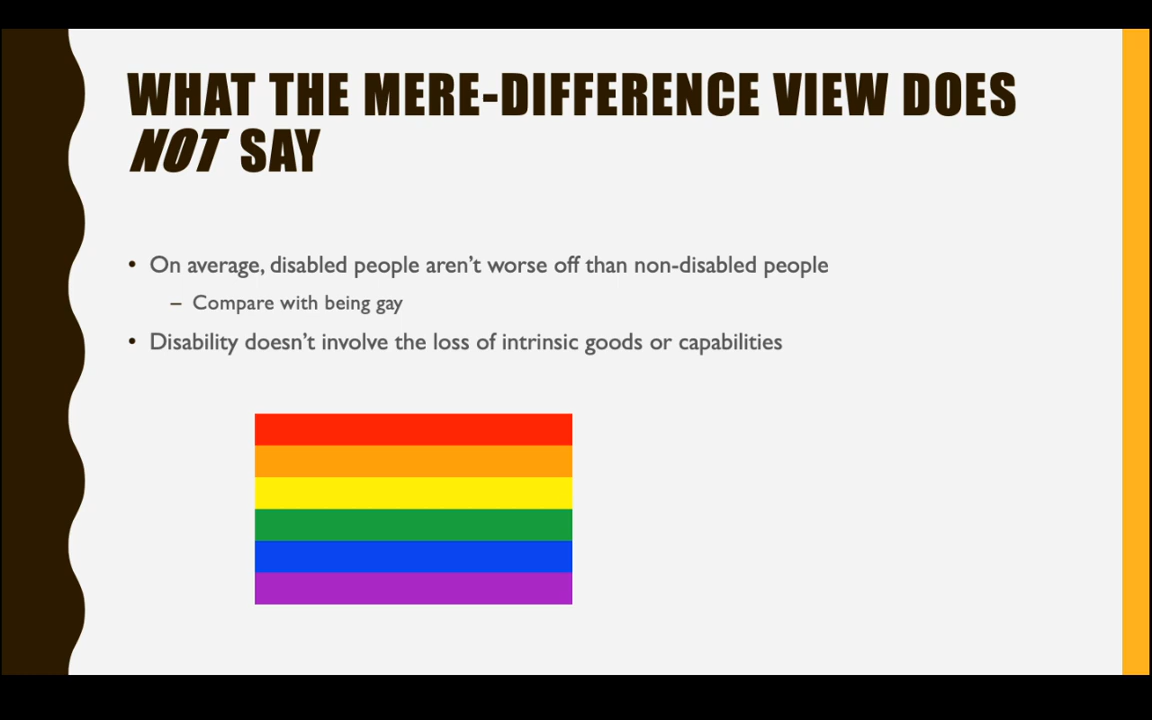 WHAT THE MERE-DIFFERENCE VIEW DOES
NOT SAY
• On average, disabled people aren’t worse off than non-disabled people
– Compare with being gay
• Disability doesn’t involve the loss of intrinsic goods or capabilities